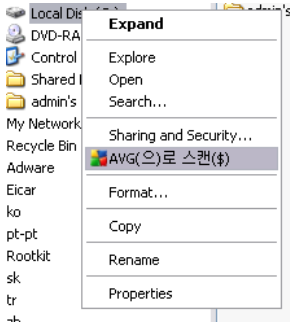 Local Dis
DVD-RA
Control
Shared
admin's
My Network
Recycle Bin
Adware
Eicar
ko
pt-pt
Rootkit
sk
tr
Expand
Explore
Open
Search...
Sharing and Security...
AVG(으)로 스캔($)
Format...
Copy
Rename
Properties
admin's